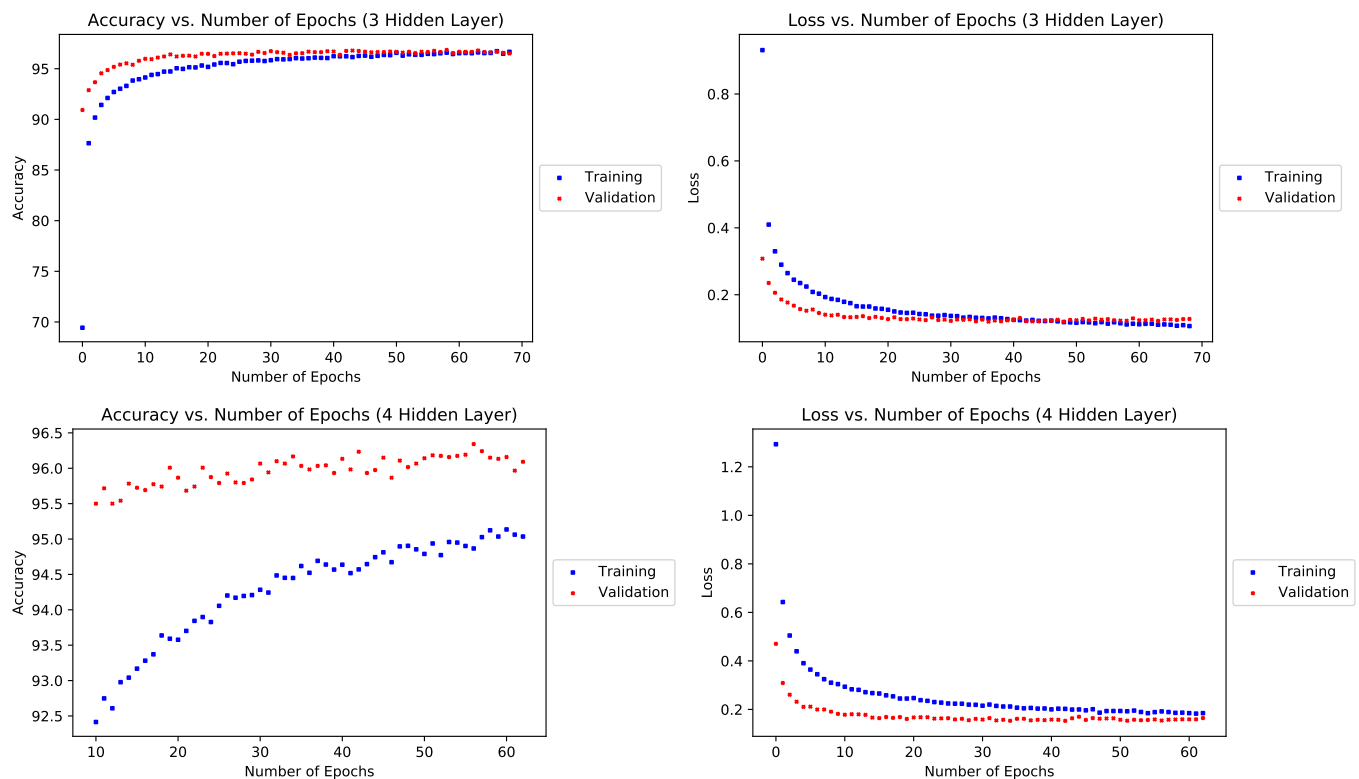 Accuracy vs. Number of Epochs (3 Hidden Layer)
95
90
85
80
75
70
Accuracy
0 10 20 30 40 50 60 70
Number of Epochs
Training
Validation
Loss vs. Number of Epochs (3 Hidden Layer)
0.8
0.6
0.4
0.2
Loss
0 10 20 30 40 50 60 70
Number of Epochs
Training
Validation
Accuracy vs. Number of Epochs (4 Hidden Layer)
96.5
96.0
95.5
95.0
94.5
94.0
93.5
93.0
92.5
Accuracy
10 20 30 40 50 60
Number of Epochs
Training
Validation
Loss vs. Number of Epochs (4 Hidden Layer)
1.2
1.0
0.8
0.6
0.4
0.2
Loss
0 10 20 30 40 50 60
Number of Epochs
Training
Validation